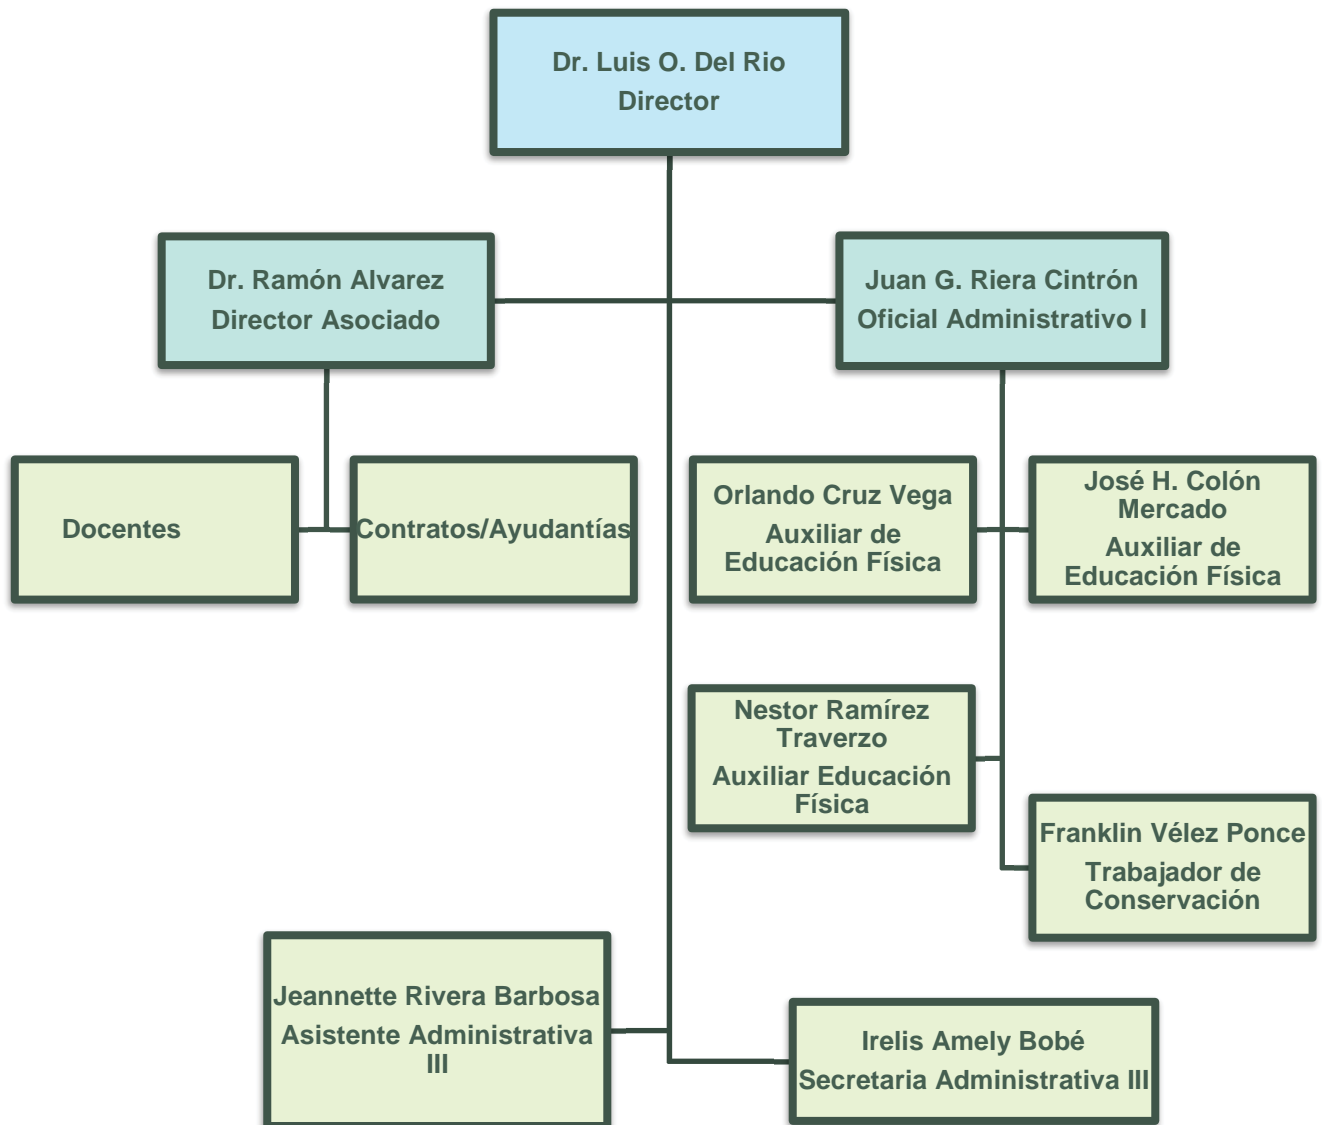 Dr. Luis O. Del Rio
Director
Dr. Ramón Alvarez
Director Asociado
Juan G. Riera Cintrón
Oficial Administrativo I
Docentes
Contratos/Ayudantías
Orlando Cruz Vega
Auxiliar de
Educación Física
José H. Colón
Mercado
Auxiliar de
Educación Física
Nestor Ramírez
Traverzo
Auxiliar Educación
Física
Franklin Vélez Ponce
Trabajador de
Conservación
Jeannette Rivera Barbosa
Asistente Administrativa
III
Irelis Amely Bobé
Secretaria Administrativa III